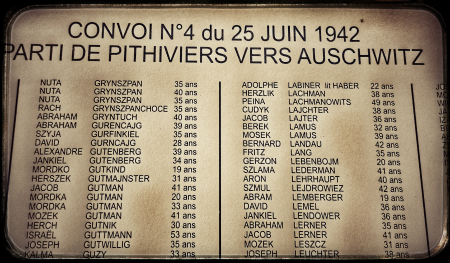 CONVOI N°4 du 25 JUIN 1942
PARTI DE PITHIVIERS VERS AUSCHWITZ
NUTA GRYNSZPAN 35 ans
NUTA GRYNSZPAN 40 ans
NUTA GRYNSZPAN 35 ans
RACH GRYNSZPANCHOCE 35 ans
ABRAHAM GRYNTUCH 40 ans
ABRAHAM GURENCAJG 39 ans
SZYJA GURFINKIEL 35 ans
DAVID GURNCAJG 28 ans
ALEXANDRE GUTENBERG 39 ans
JANKIEL GUTENBERG 34 ans
MORDKO GUTKIND 19 ans
HERSZEK GUTMAJNSTER 31 ans
JACOB GUTMAN 41 ans
MORDKA GUTMAN 20 ans
MORDKA GUTMAN 33 ans
MOZEK GUTMAN 41 ans
HERCH GUTNIK 30 ans
ISRAËL GUTTMANN 53 ans
JOSEPH GUTWILLIG 35 ans
KALMA GUZY 33 ans
ADOLPHE LABINER lit HABER 22 ans
HERZLIK LACHMAN 38 ans
PEINA LACHMANOWITS 49 ans
CUDYK LAJCHTER 38 ans
JACOB LAJTER 36 ans
BEREK LAMUS 32 ans
MOSEK LAMUS 39 ans
BERNARD LANDAU 42 ans
FRITZ LANG 35 ans
GERZON LEBENBOJM 20 ans
SZLAMA LEDERMAN 41 ans
ARON LEHRHAUPT 40 ans
SZMUL LEJDROWIEZ 42 ans
ABRAM LEMBERGER 19 ans
DAVID LEMEL 36 ans
JANKIEL LENDOWER 36 ans
ABRAHAM LERNER 35 ans
JACOB LERNER 41 ans
MOZEK LESZCZ 31 ans
JOSEPH LEUCHTER 38 ans